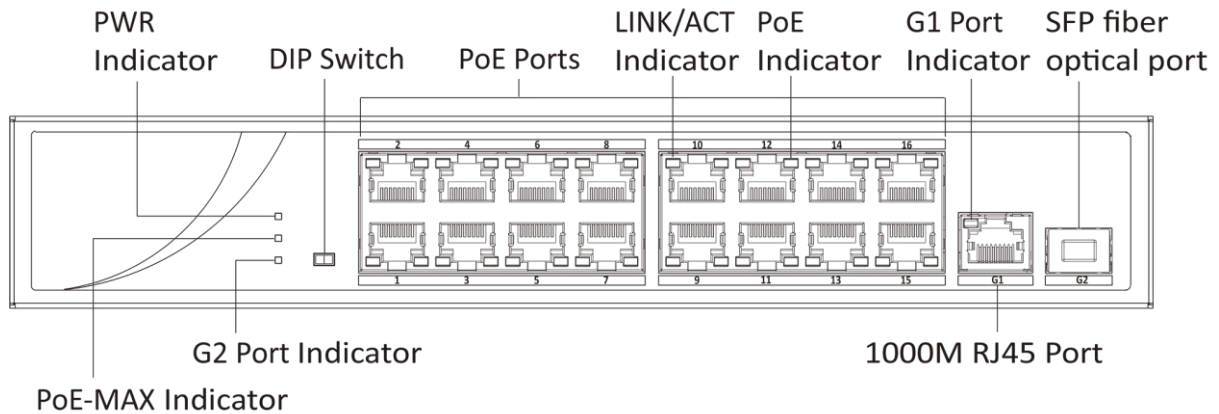 PWR
Indicator
DIP Switch
PoE Ports
LINK/ACT
Indicator
PoE
Indicator
G1 Port
Indicator
SFP fiber
optical port
2 4 6 8 10 12 14 16
1 3 5 7 9 11 13 15 G1 G2
G2 Port Indicator
1000M RJ45 Port
PoE-MAX Indicator